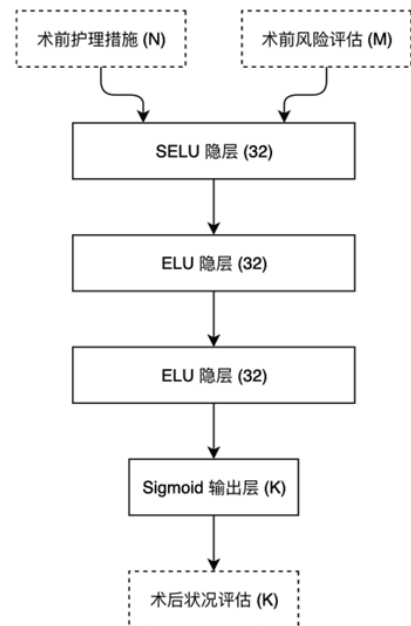 术前护理措施 (N)
术前风险评估 (M)
SELU 隐层 (32)
ELU 隐层 (32)
ELU 隐层 (32)
Sigmoid 输出层 (K)
术后状况评估 (K)